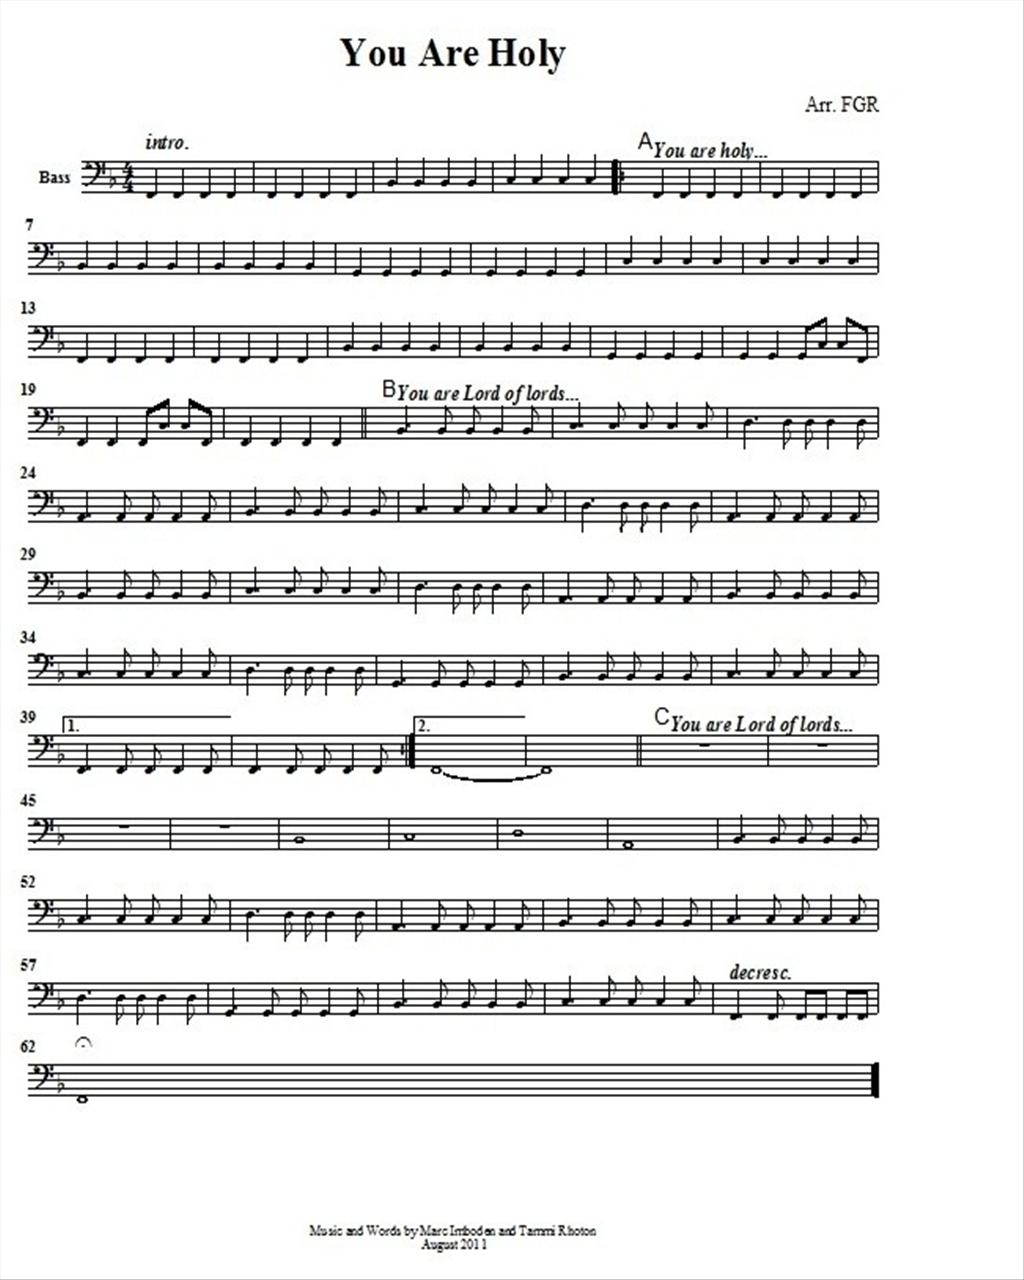 You Are Holy
Arr. FGR
intro.
A You are holy...
Bass
7
13
19
B You are Lord of lords...
24
29
34
39
1.
2.
C You are Lord of lords...
45
52
57
decresc.
62
Music and Words by Marc Imboden and Tammi Rhoton
August 2011